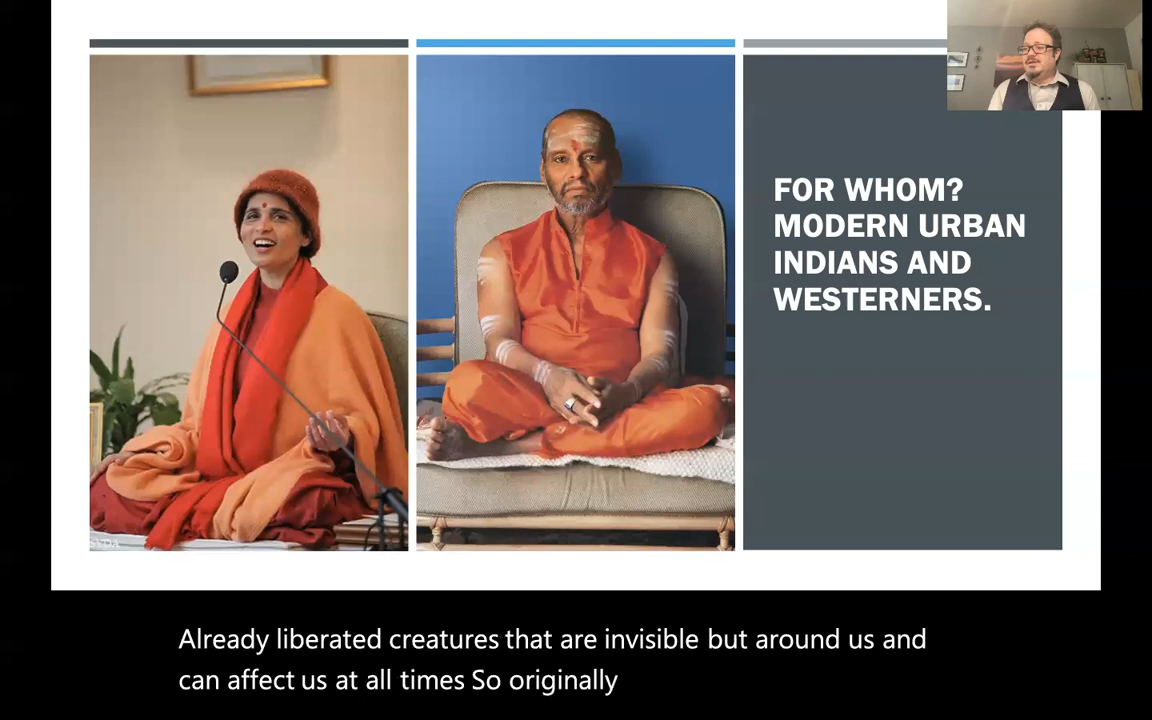 FOR WHOM?
MODERN URBAN
INDIANS AND
WESTERNERS.
Already liberated creatures that are invisible but around us and
can affect us at all times So originally